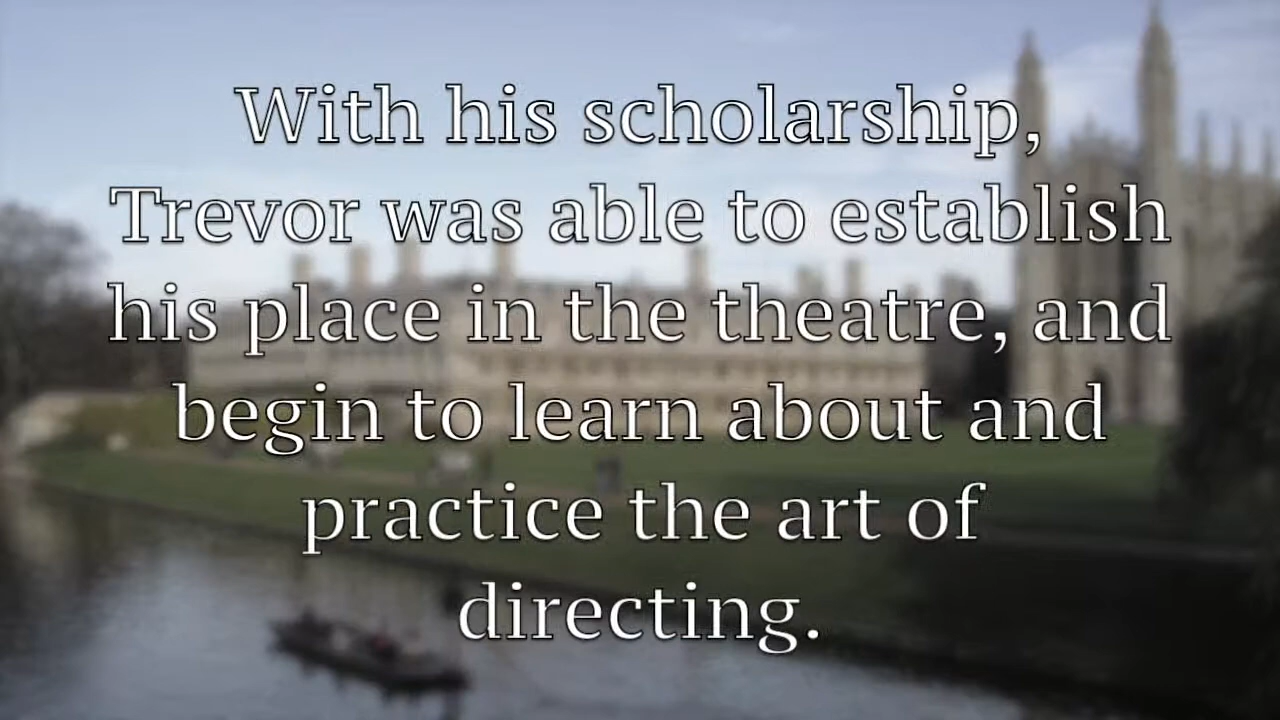 With his scholarship,
Trevor was able to establish
his place in the theatre, and
begin to learn about and
practice the art of
directing.